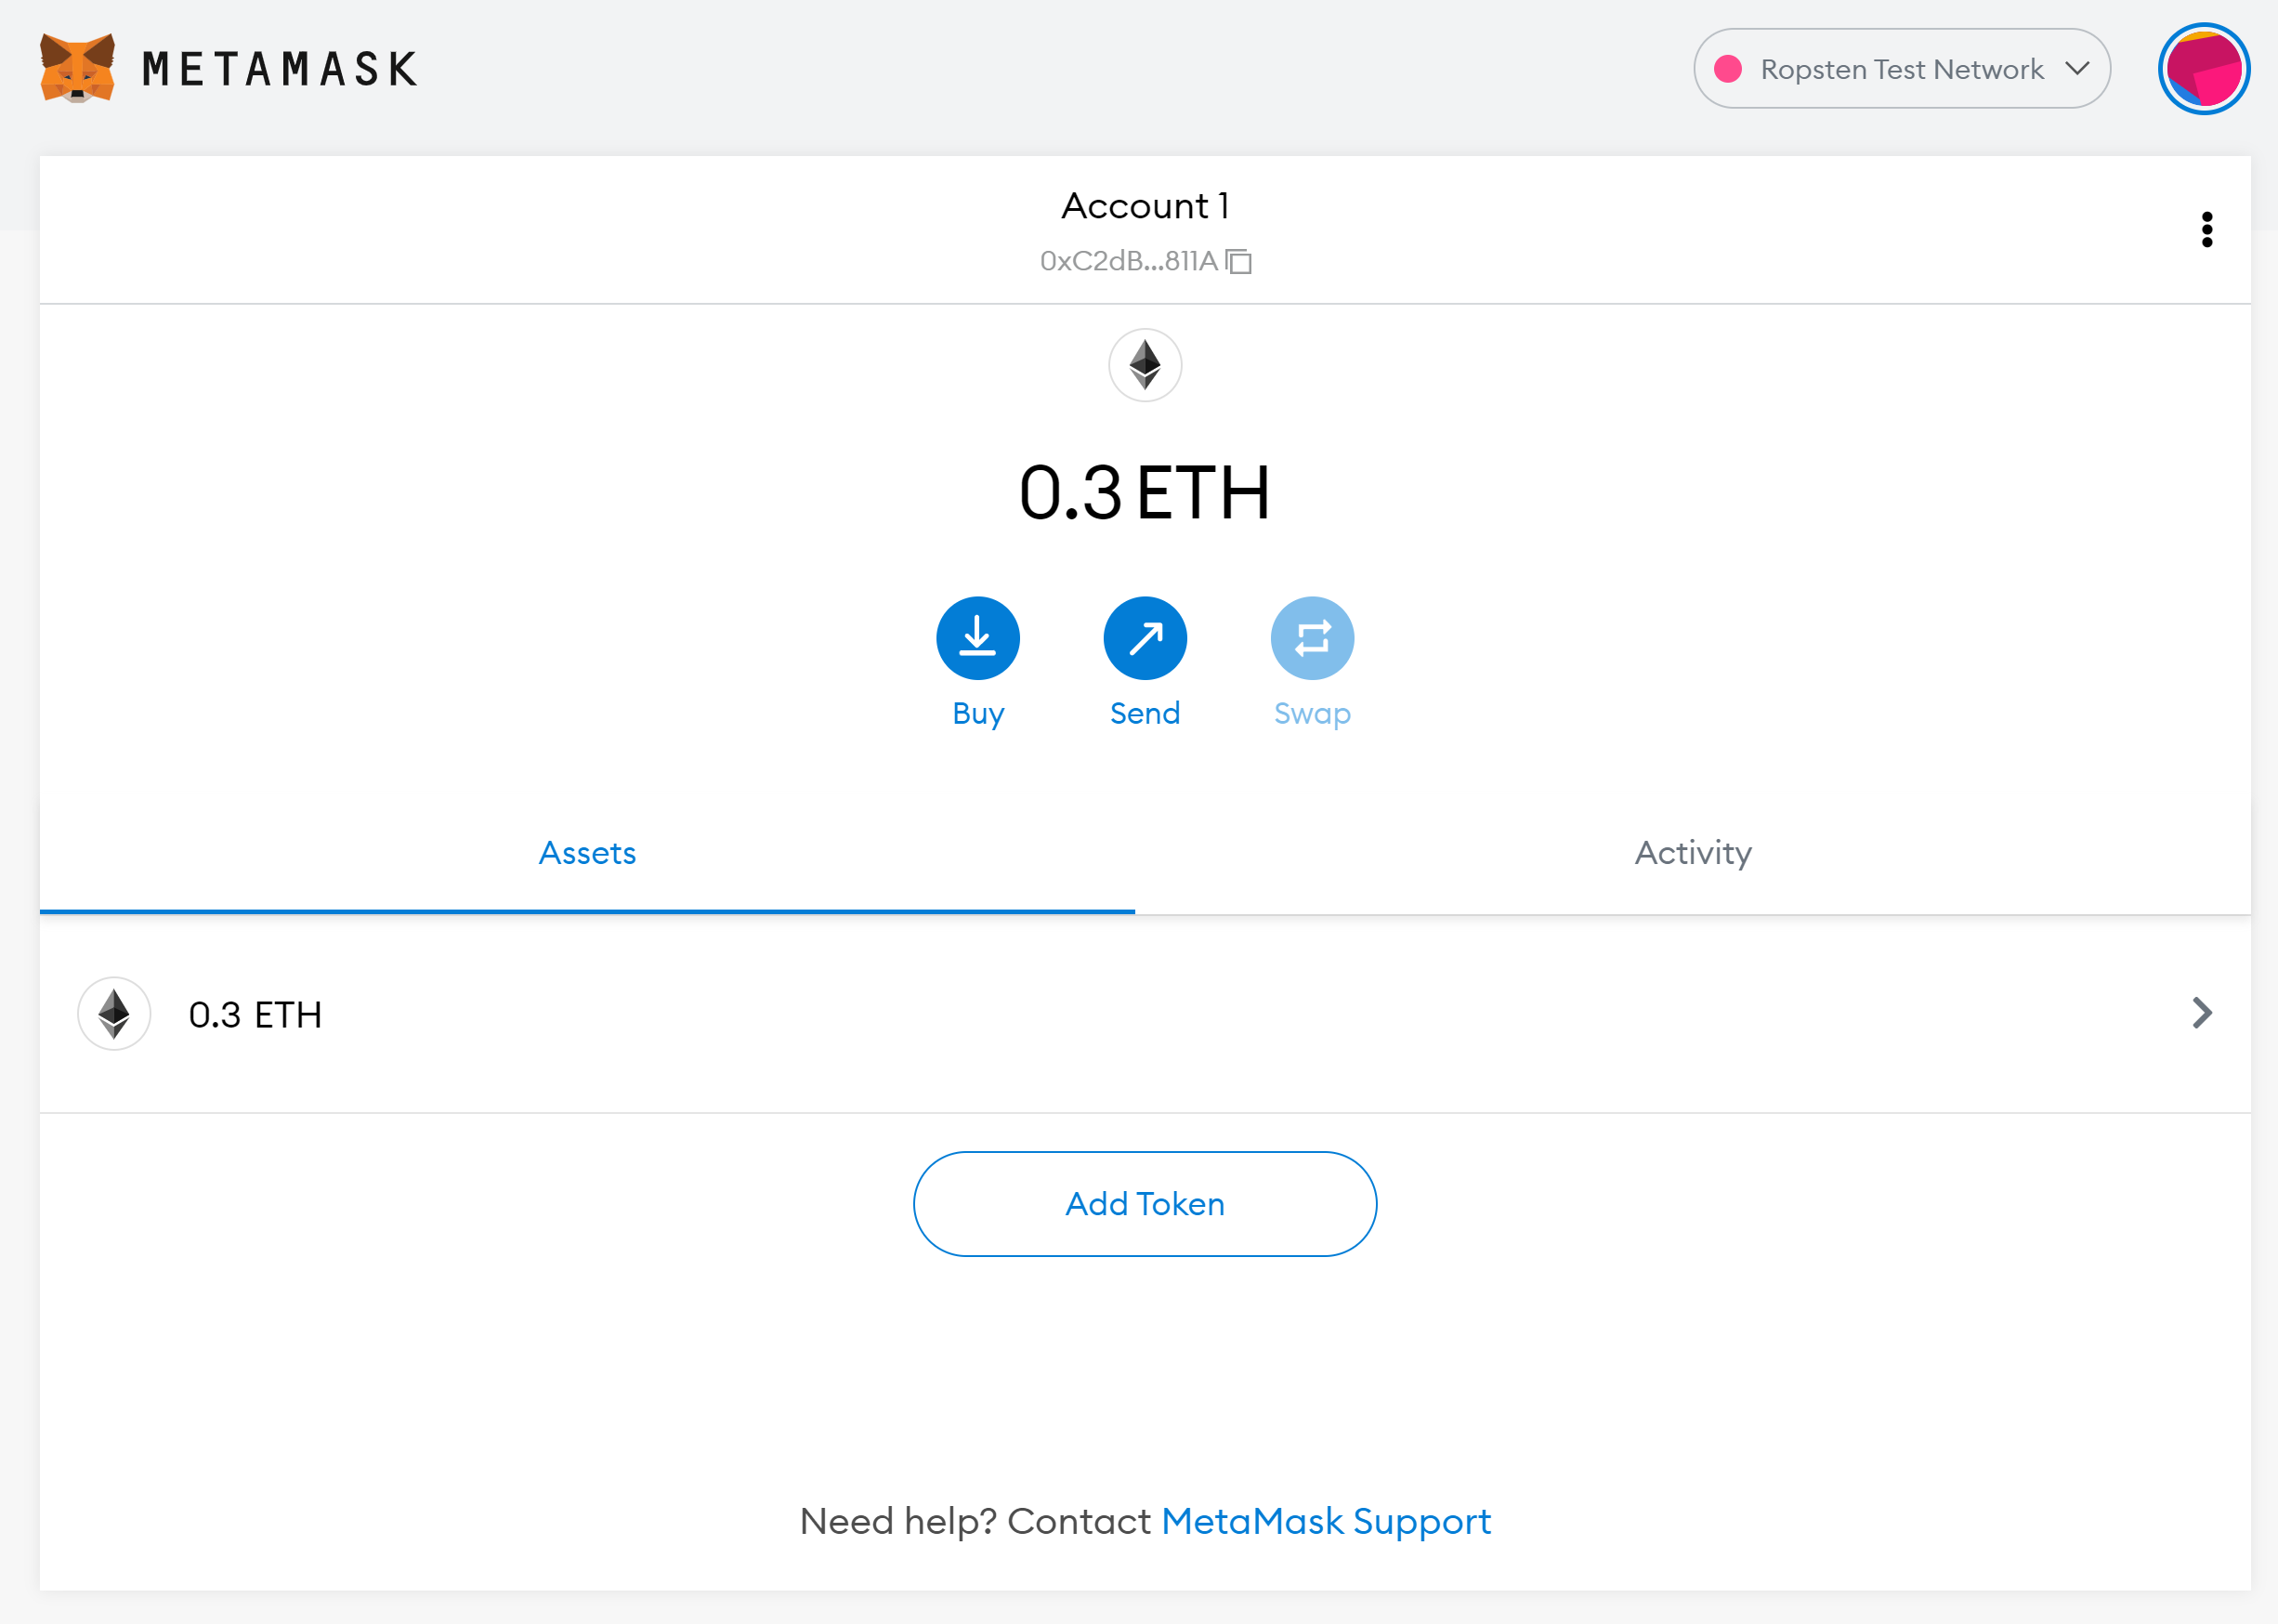 METAMASK
Ropsten Test Network
Account 1
0xC2dB...811A
0.3 ETH
Buy Send Swap
Assets Activity
0.3 ETH
Add Token
Need help? Contact MetaMask Support